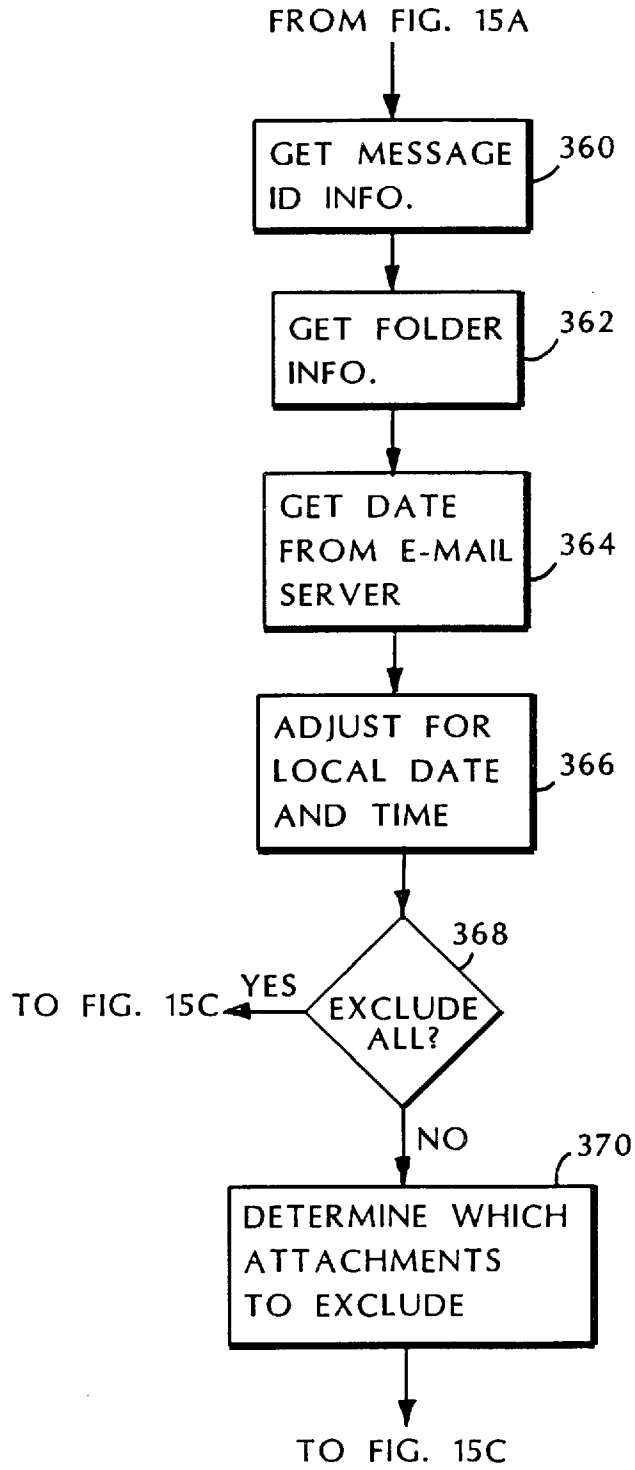 FROM FIG. 15A
GET MESSAGE
ID INFO.
360
GET FOLDER
INFO.
362
GET DATE
FROM E-MAIL
SERVER
364
ADJUST FOR
LOCAL DATE
AND TIME
366
368
EXCLUDE
ALL?
YES
TO FIG. 15C
NO
370
DETERMINE WHICH
ATTACHMENTS
TO EXCLUDE
TO FIG. 15C